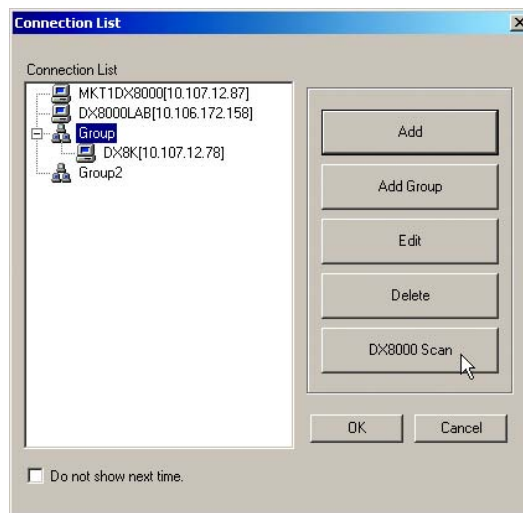 Connection List
Connection List
MKT1DX8000[10.107.12.87]
DX8000LAB[10.106.172.158]
Group
DX8K[10.107.12.78]
Group2
Add
Add Group
Edit
Delete
DX8000 Scan
OK
Cancel
Do not show next time.